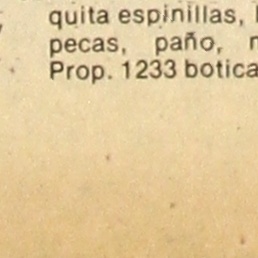 quita espinillas,
pecas, paño,
Prop. 1233 botica